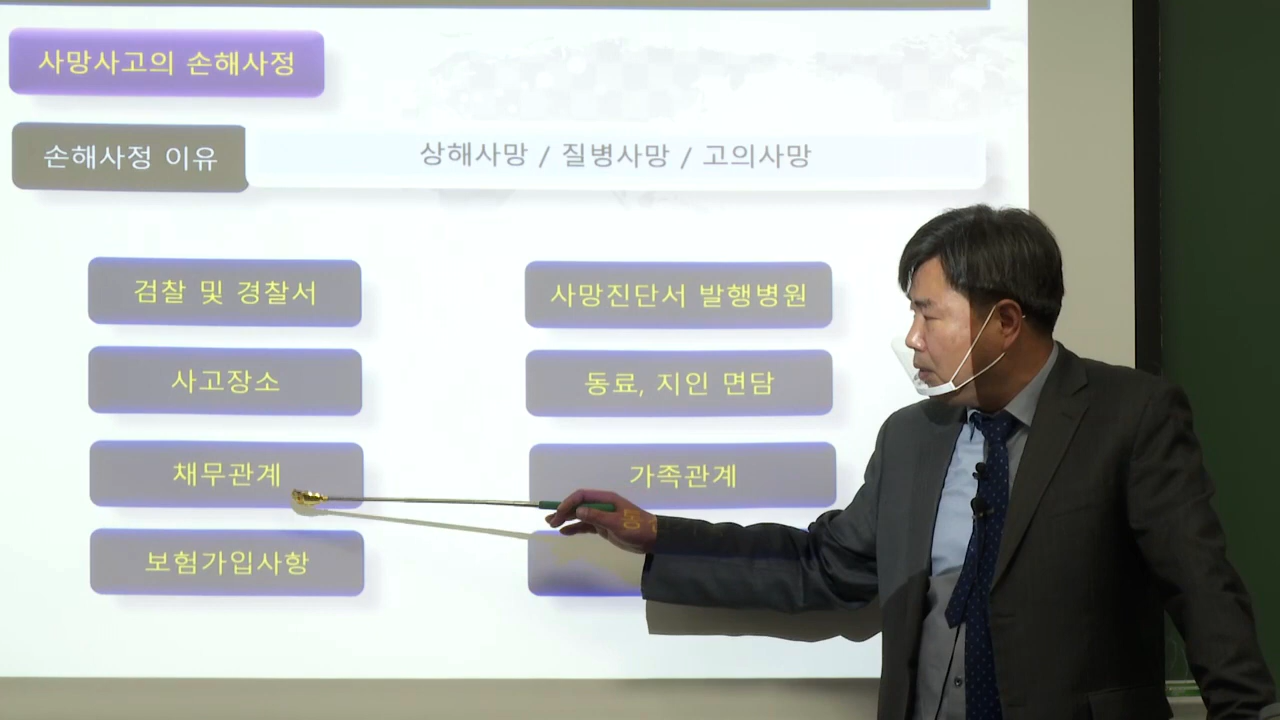 사망사고의 손해사정
손해사정 이유
상해사망 / 질병사망 / 고의사망
검찰 및 경찰서
사망진단서 발행병원
사고장소
동료, 지인 면담
채무관계
가족관계
보험가입사항